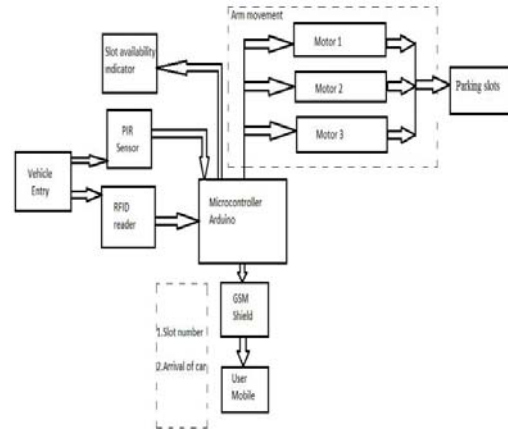 Arm movement
Slot availability
indicator
Motor 1
Motor 2
Motor 3
Parking slots
PIR
Sensor
Vehicle
Entry
RFID
reader
Microcontroller
Arduino
GSM
Shield
1.Slot number
2.Arrival of car
User
Mobile